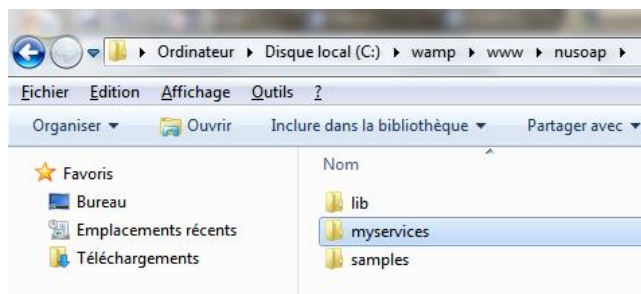 Ordinateur Disque local (C:) wamp www nusoap
Fichier Edition Affichage Outils ?
Organiser Ouvrir Inclure dans la bibliothèque Partager avec
Nom
Favoris
Bureau
Emplacements récents
Téléchargements
lib
myservices
samples